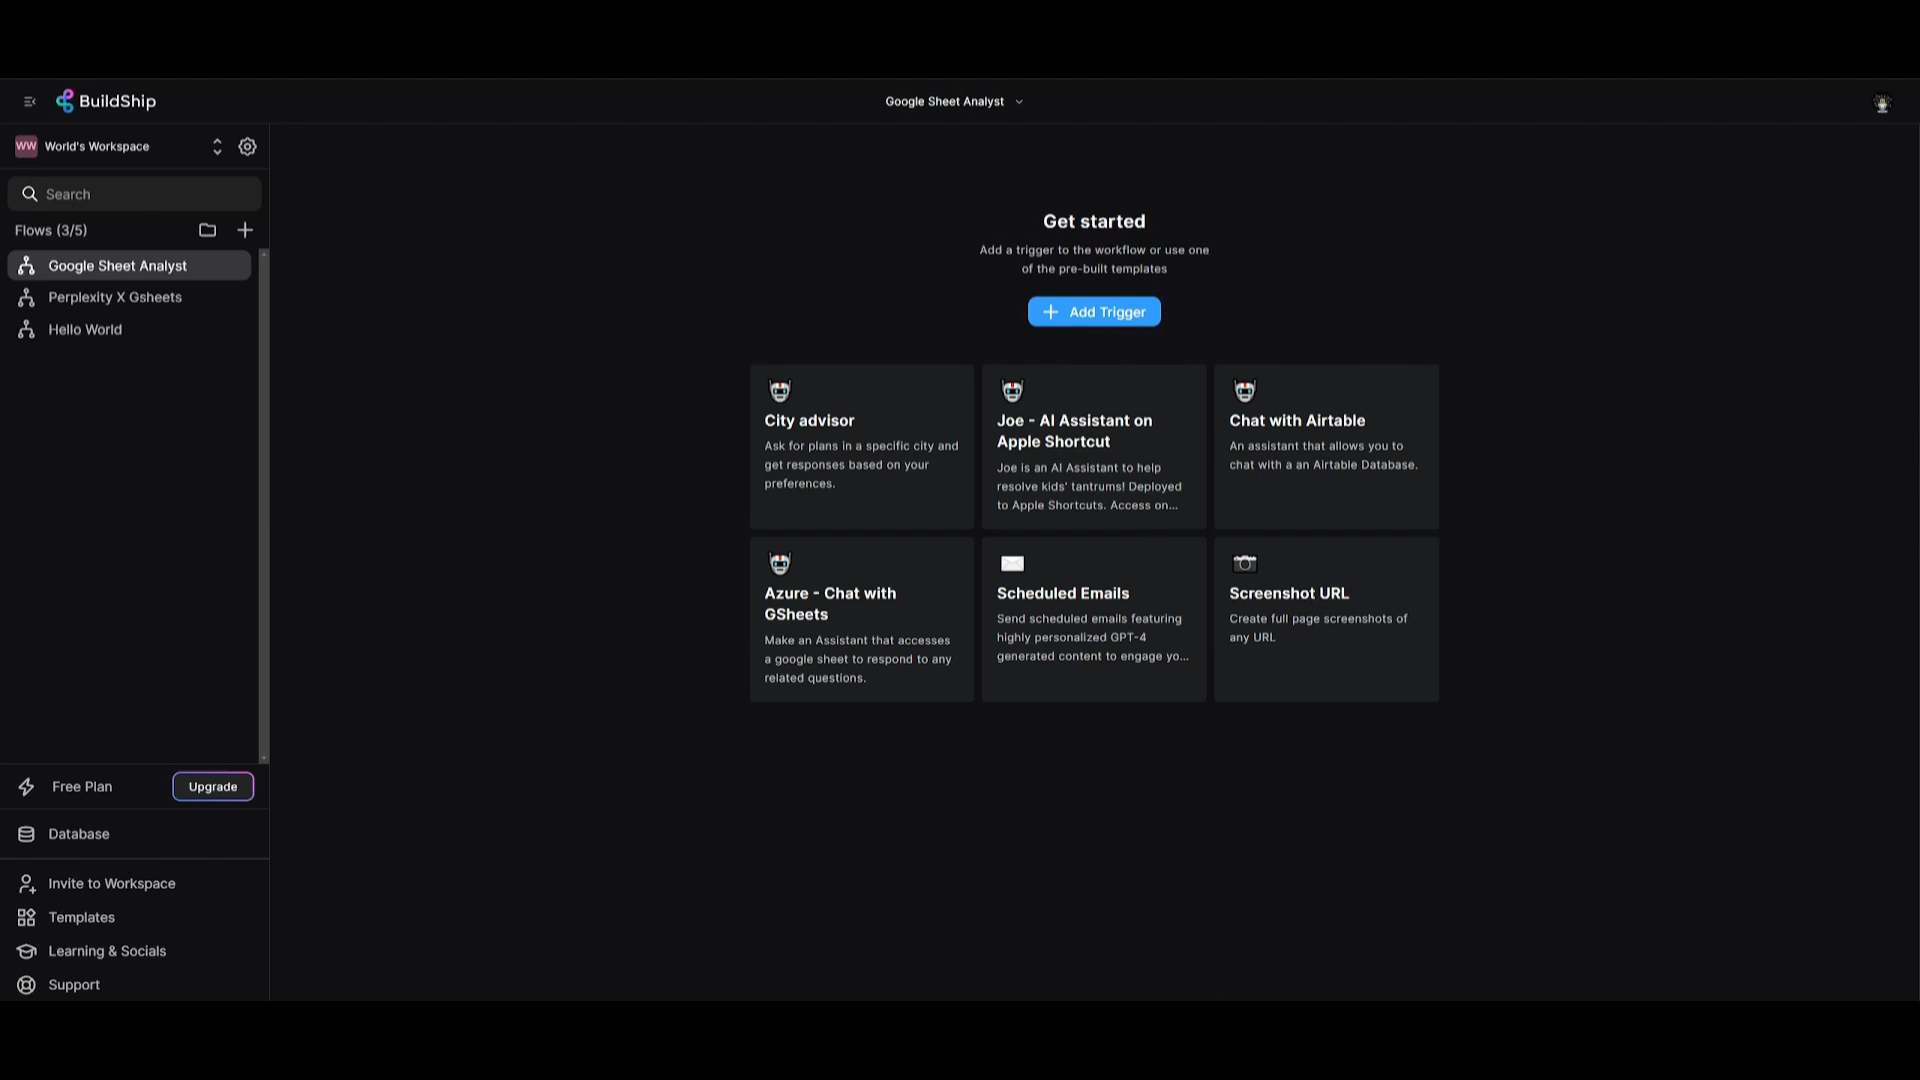 BuildShip
Google Sheet Analyst
WW World's Workspace
Search
Flows (3/5)
Google Sheet Analyst
Perplexity X Gsheets
Hello World
Get started
Add a trigger to the workflow or use one
of the pre-built templates
Add Trigger
City advisor
Ask for plans in a specific city and
get responses based on your
preferences.
Joe - AI Assistant on
Apple Shortcut
Joe is an AI Assistant to help
resolve kids' tantrums! Deployed
to Apple Shortcuts. Access on...
Chat with Airtable
An assistant that allows you to
chat with a an Airtable Database.
Azure - Chat with
GSheets
Make an Assistant that accesses
a google sheet to respond to any
related questions.
Scheduled Emails
Send scheduled emails featuring
highly personalized GPT-4
generated content to engage yo...
Screenshot URL
Create full page screenshots of
any URL
Free Plan
Upgrade
Database
Invite to Workspace
Templates
Learning & Socials
Support